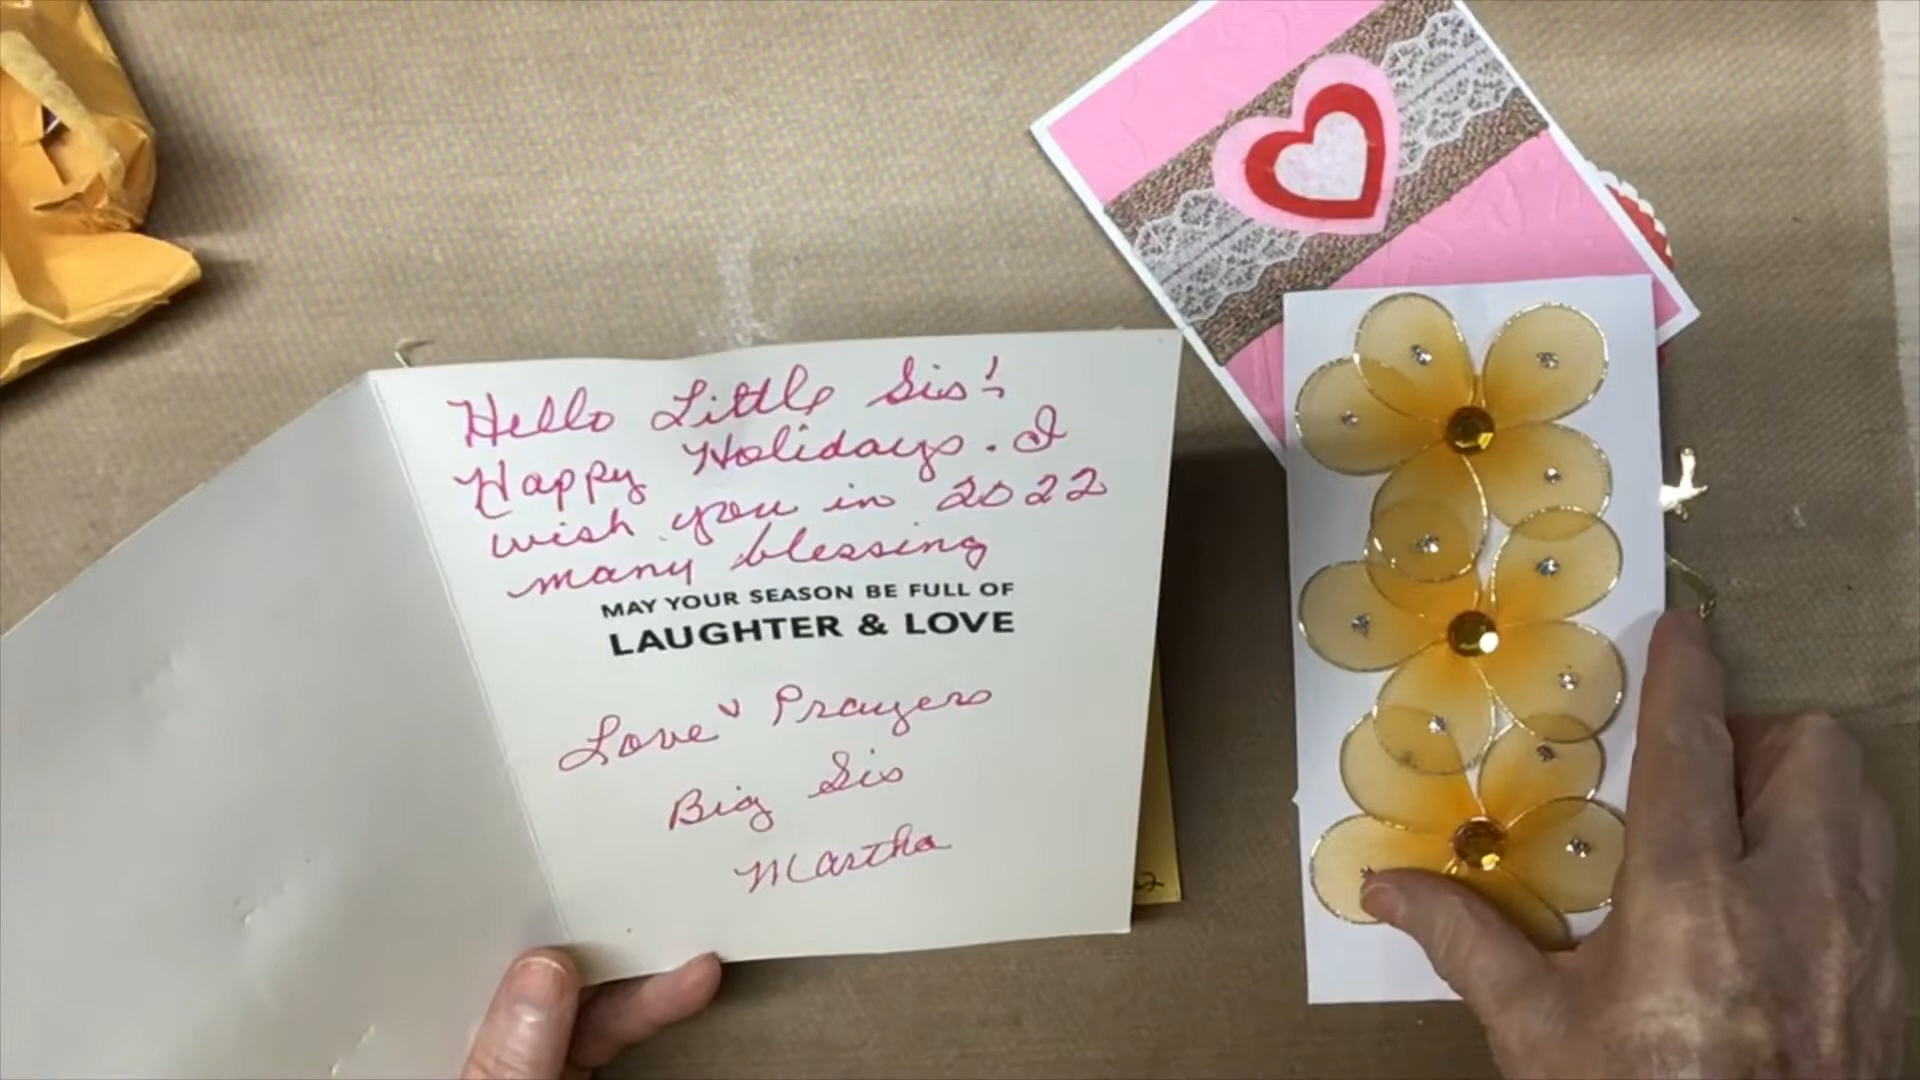 Hello Little Sis!
Happy Holidays. I
wish you in 2022
many blessing
MAY YOUR SEASON BE FULL OF
LAUGHTER & LOVE
Love & Prayers
Big Sis
Martha